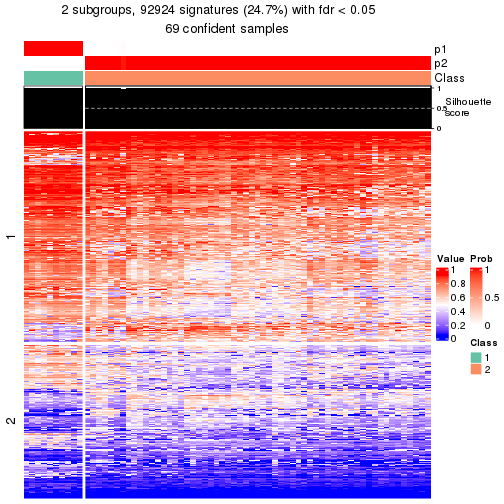 2 subgroups, 92924 signatures (24.7%) with fdr < 0.05
69 confident samples
p1
p2
Class
1
0.5
0
Silhouette
score
1
2
Value
1
0.8
0.6
0.4
0.2
0
Prob
1
0.5
0
Class
1
2